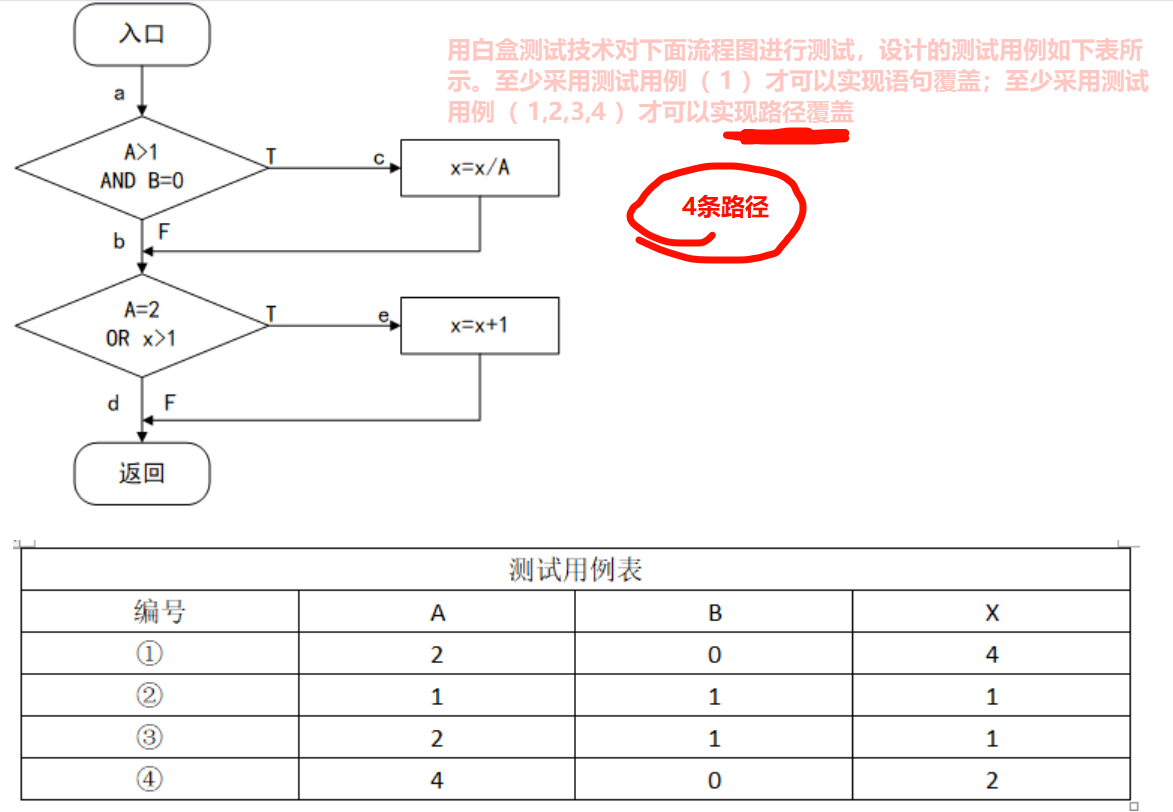 入口
用白盒测试技术对下面流程图进行测试，设计的测试用例如下表所
示。至少采用测试用例（ 1 ）才可以实现语句覆盖；至少采用测试
用例（ 1,2,3,4 ）才可以实现路径覆盖
a
A>1
AND B=0
T
c
x=x/A
4条路径
b
F
A=2
OR x>1
T
e
x=x+1
d
F
返回
测试用例表
编号 A B X
① 2 0 4
② 1 1 1
③ 2 1 1
④ 4 0 2